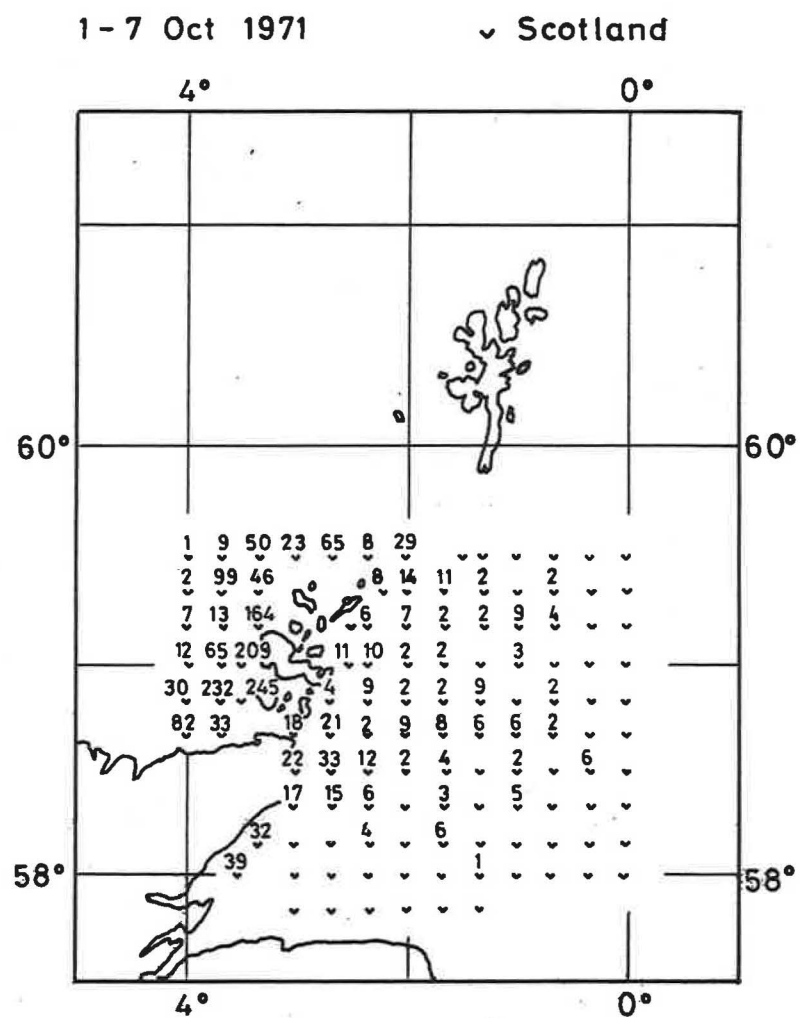 1-7 Oct 1971 Scotland
4° 0°
60° 60°
1 9 50 23 65 8 29
2 99 46 8 14 11 2 2
7 13 164 6 7 2 2 9 4
12 65 209 11 10 2 2 3
30 232 245 4 9 2 2 9 2
82 33 18 21 2 9 8 6 6 2
22 33 12 2 4 2 6
17 15 6 3 5
32 4 6
39 1
58° 58°
4° 0°